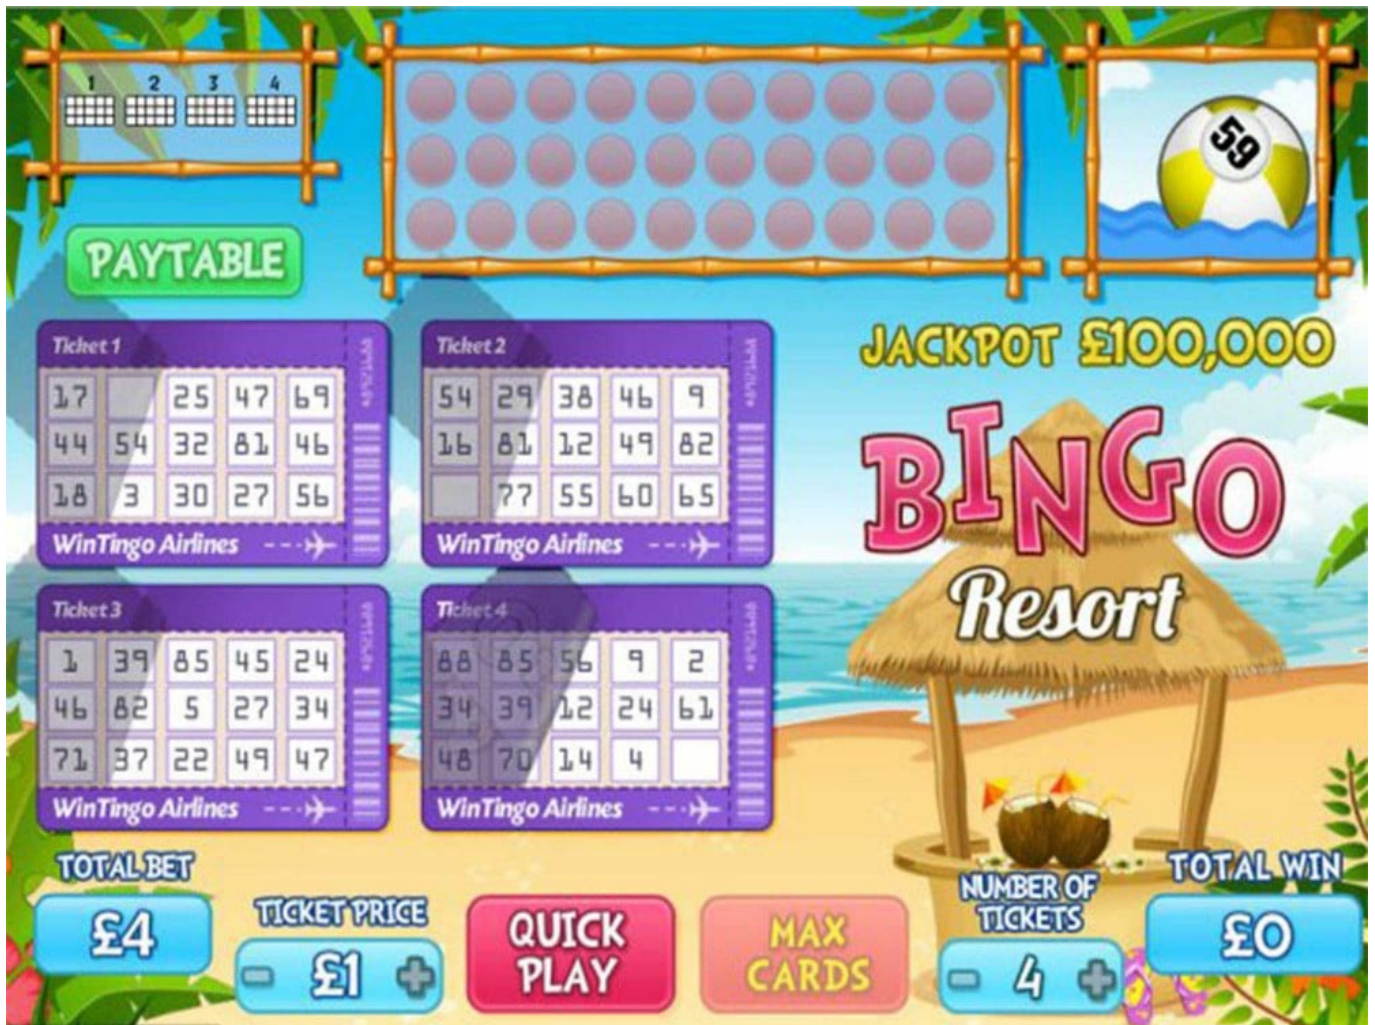 1 2 3 4
59
PAYTABLE
JACKPOT £100,000
Ticket 1
17 25 47 69
44 54 32 81 46
18 3 30 27 56
WinTingo Airlines
Ticket 2
54 29 38 46 9
16 81 12 49 82
77 55 60 65
WinTingo Airlines
BINGO
Resort
Ticket 3
1 39 85 45 24
46 82 5 27 34
71 37 22 49 47
WinTingo Airlines
Ticket 4
88 85 56 9 2
34 39 12 24 61
48 70 14 4
WinTingo Airlines
TOTAL BET
£4
TICKET PRICE
- £1 +
QUICK
PLAY
MAX
CARDS
NUMBER OF
TICKETS
- 4 +
TOTAL WIN
£0